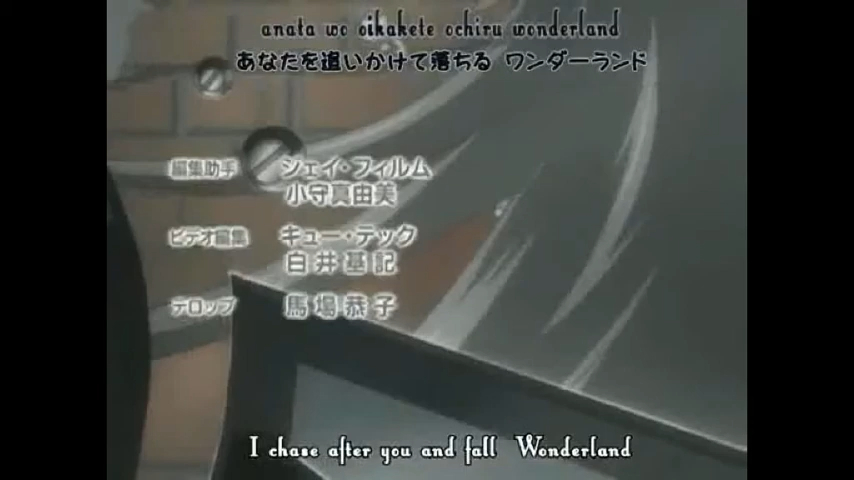 anata wo oikakete ochiru wonderland
あなたを追いかけて落ちる ワンダーランド
編集助手 ジェイ・フィルム
小守真由美
ビデオ編集 キュー・テック
白井基記
テロップ 馬場恭子
I chase after you and fall Wonderland